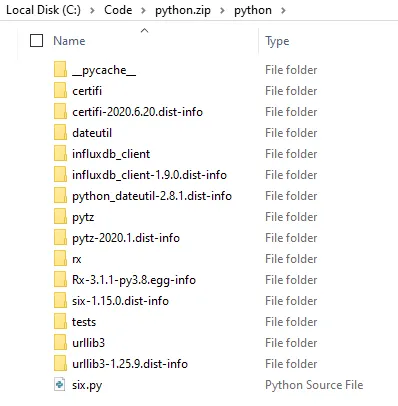 Local Disk (C:) > Code > python.zip > python >
Name Type
__pycache__ File folder
certifi File folder
certifi-2020.6.20.dist-info File folder
dateutil File folder
influxdb_client File folder
influxdb_client-1.9.0.dist-info File folder
python_dateutil-2.8.1.dist-info File folder
pytz File folder
pytz-2020.1.dist-info File folder
rx File folder
Rx-3.1.1-py3.8.egg-info File folder
six-1.15.0.dist-info File folder
tests File folder
urllib3 File folder
urllib3-1.25.9.dist-info File folder
six.py Python Source File